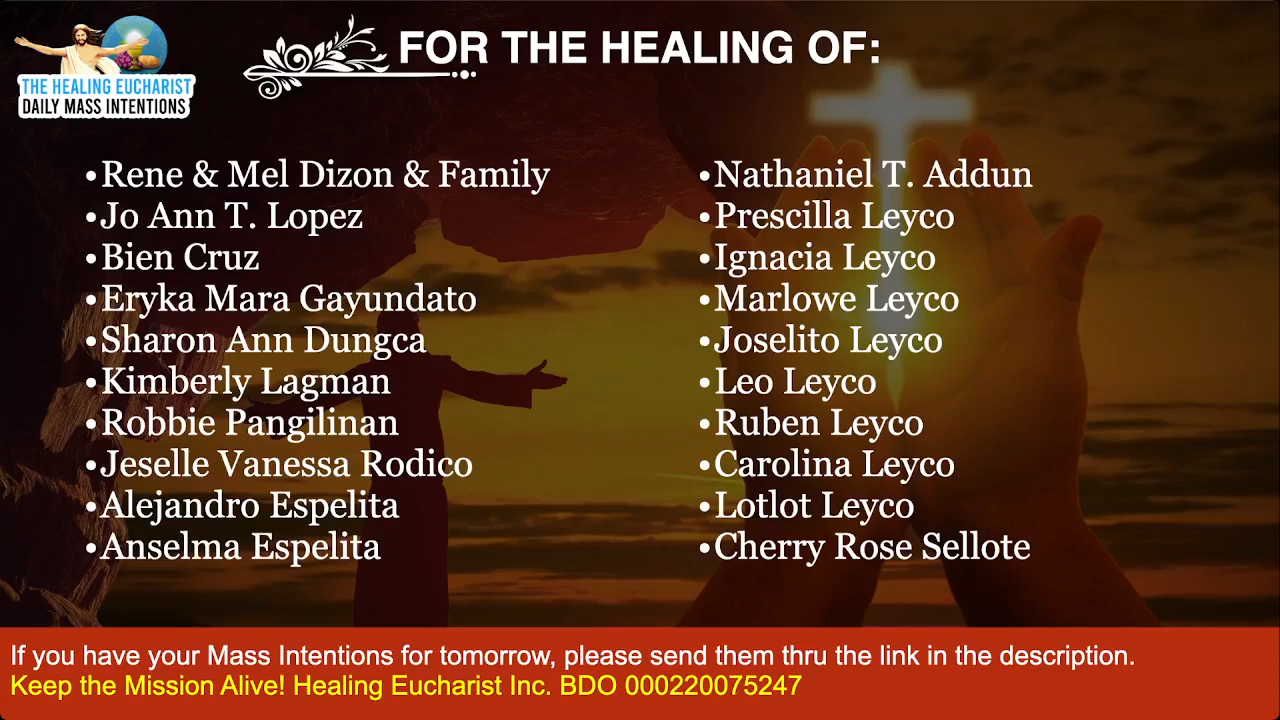 THE HEALING EUCHARIST
DAILY MASS INTENTIONS
FOR THE HEALING OF:
•Rene & Mel Dizon & Family
•Jo Ann T. Lopez
•Bien Cruz
•Eryka Mara Gayundato
•Sharon Ann Dungca
•Kimberly Lagman
•Robbie Pangilinan
•Jeselle Vanessa Rodico
•Alejandro Espelita
•Anselma Espelita
•Nathaniel T. Addun
•Prescilla Leyco
•Ignacia Leyco
•Marlowe Leyco
•Joselito Leyco
•Leo Leyco
•Ruben Leyco
•Carolina Leyco
•Lotlot Leyco
•Cherry Rose Sellote
If you have your Mass Intentions for tomorrow, please send them thru the link in the description.
Keep the Mission Alive! Healing Eucharist Inc. BDO 000220075247